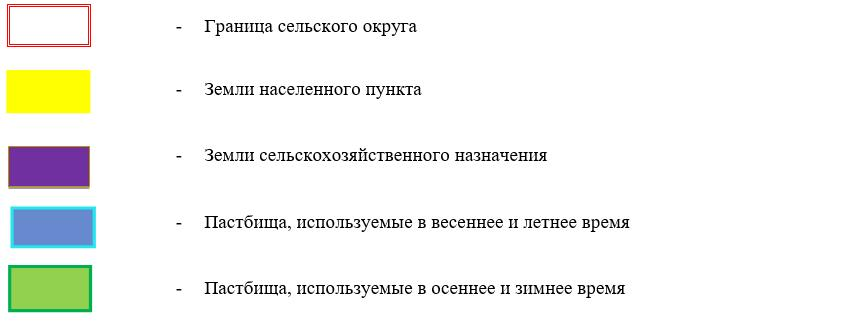 - Граница сельского округа
- Земли населенного пункта
- Земли сельскохозяйственного назначения
- Пастбища, используемые в весеннее и летнее время
- Пастбища, используемые в осеннее и зимнее время